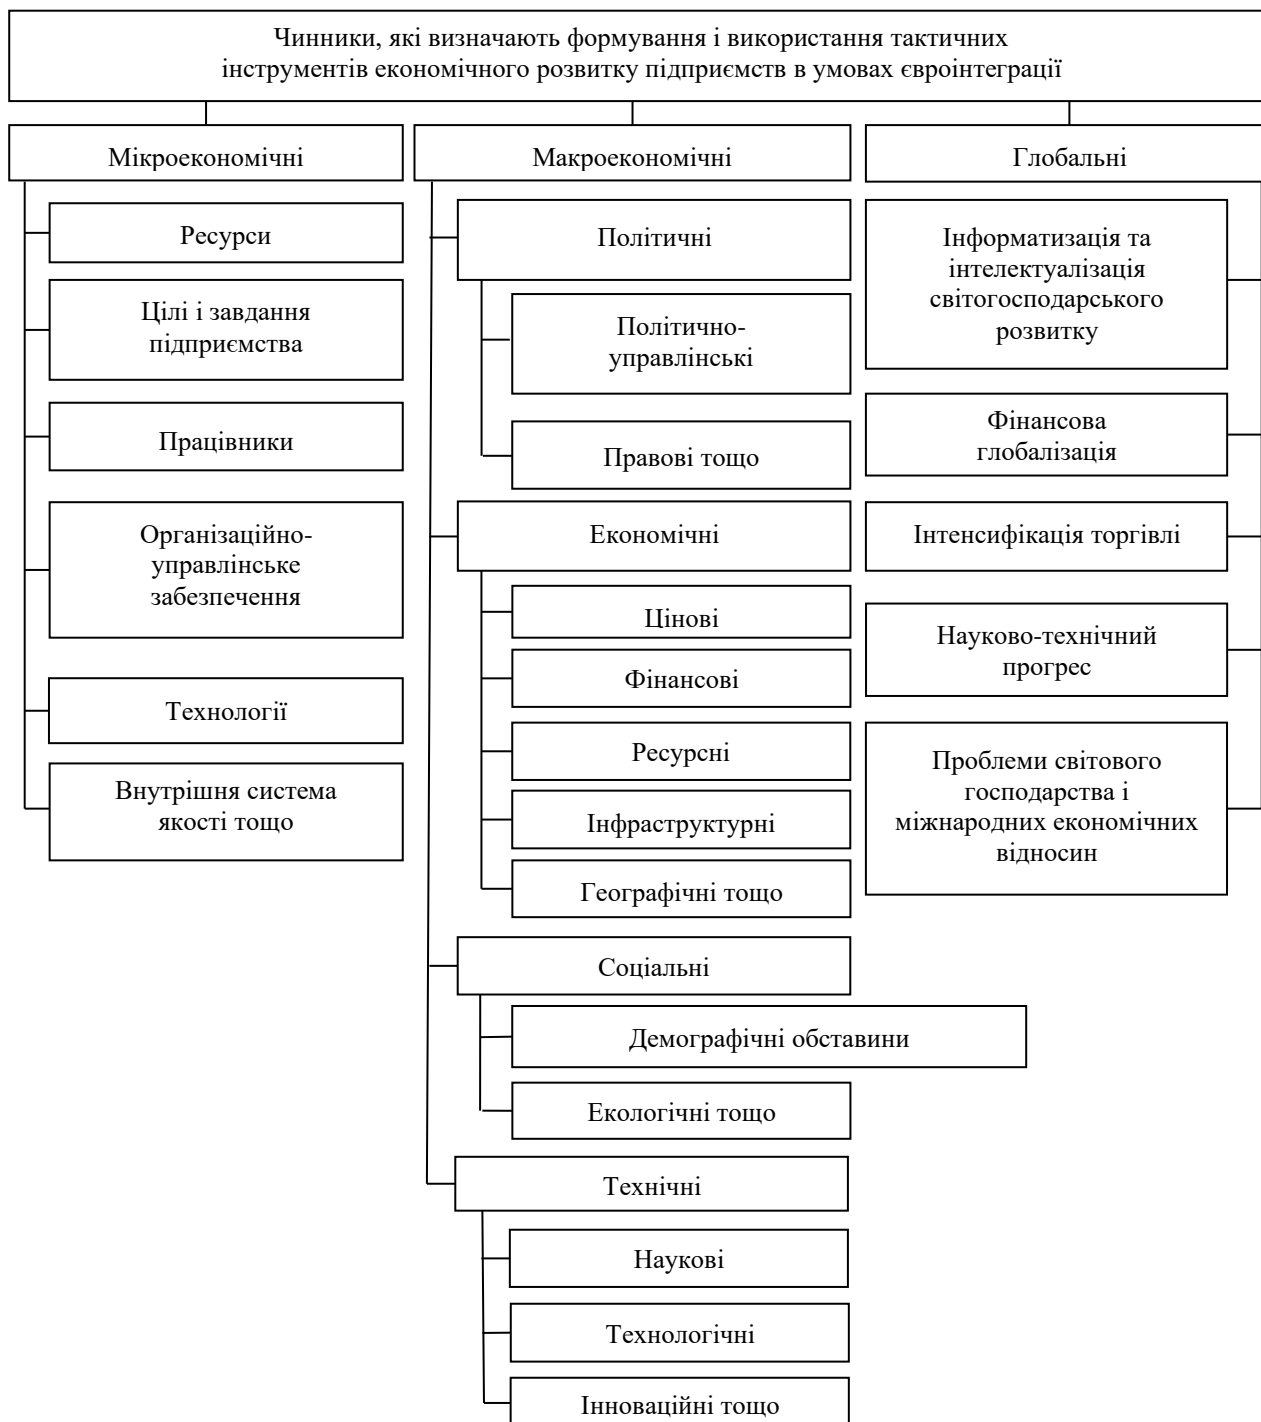 Чинники, які визначають формування і використання тактичних
інструментів економічного розвитку підприємств в умовах євроінтеграції
Мікроекономічні
Ресурси
Цілі і завдання
підприємства
Працівники
Організаційно-
управлінське
забезпечення
Технології
Внутрішня система
якості тощо
Макроекономічні
Політичні
Політично-
управлінські
Правові тощо
Економічні
Цінові
Фінансові
Ресурсні
Інфраструктурні
Географічні тощо
Соціальні
Демографічні обставини
Екологічні тощо
Технічні
Наукові
Технологічні
Інноваційні тощо
Глобальні
Інформатизація та
інтелектуалізація
світогосподарського
розвитку
Фінансова
глобалізація
Інтенсифікація торгівлі
Науково-технічний
прогрес
Проблеми світового
господарства і
міжнародних економічних
відносин